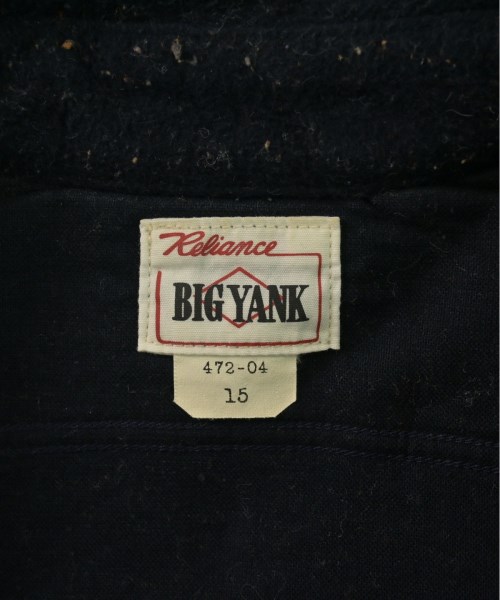 Reliance
BIG YANK
472-04
15